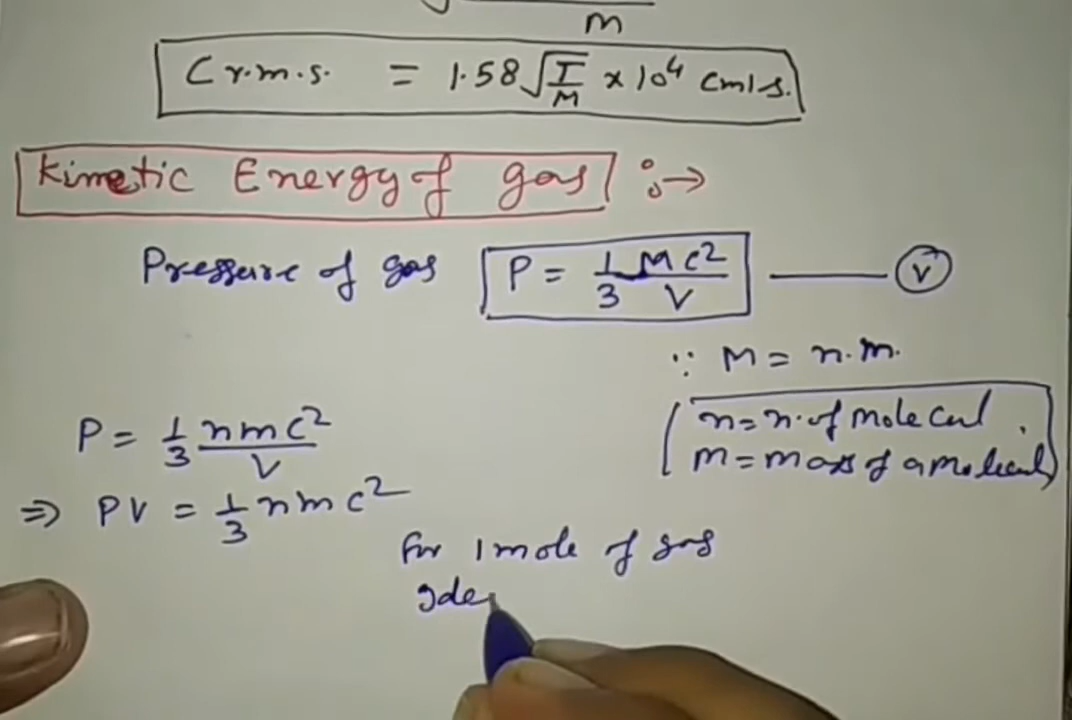 m
C r.m.s. = 1.58 √T/M × 10⁴ cm/s.
Kinetic Energy of gas :→
Pressure of gas P = 1/3 Mc²/V —— (v)
∵ M = n.m.
n = n. of molecul.
m = mass of a molecul
P = 1/3 nmc²/V
⇒ PV = 1/3 nmc²
for 1 mole of gas
Ide